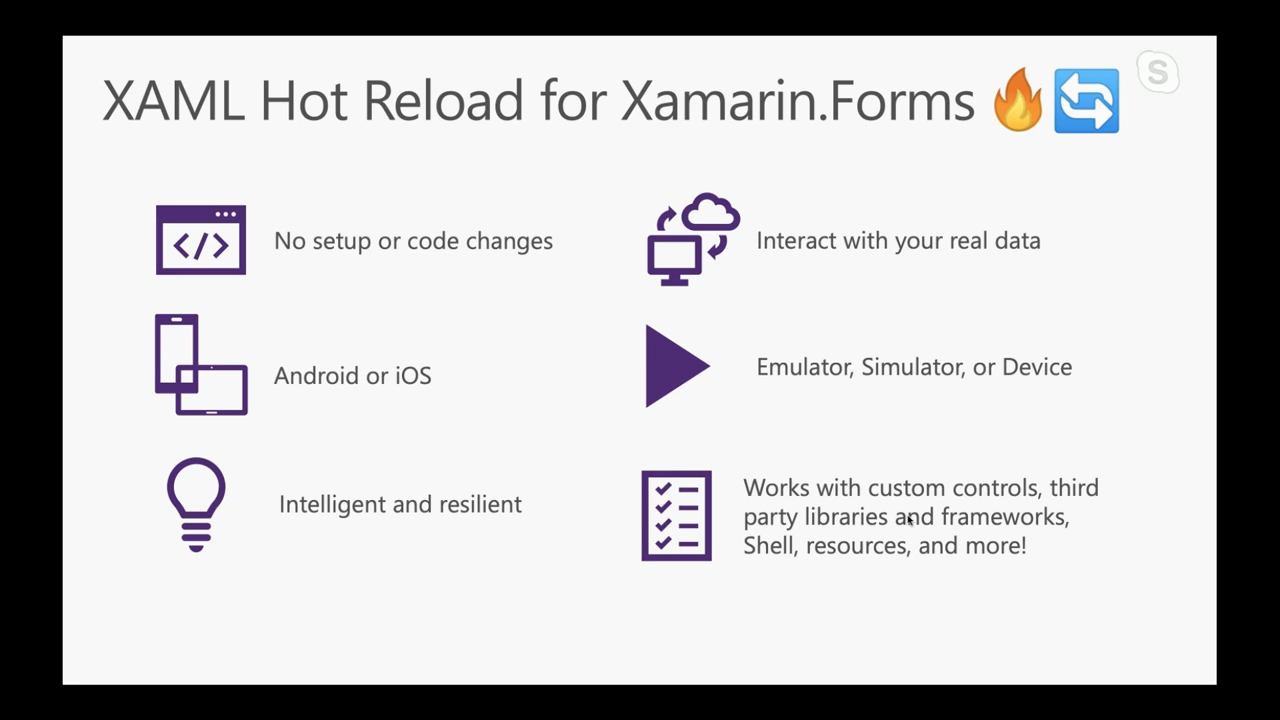 XAML Hot Reload for Xamarin.Forms
S
No setup or code changes
Interact with your real data
Android or iOS
Emulator, Simulator, or Device
Intelligent and resilient
Works with custom controls, third
party libraries and frameworks,
Shell, resources, and more!